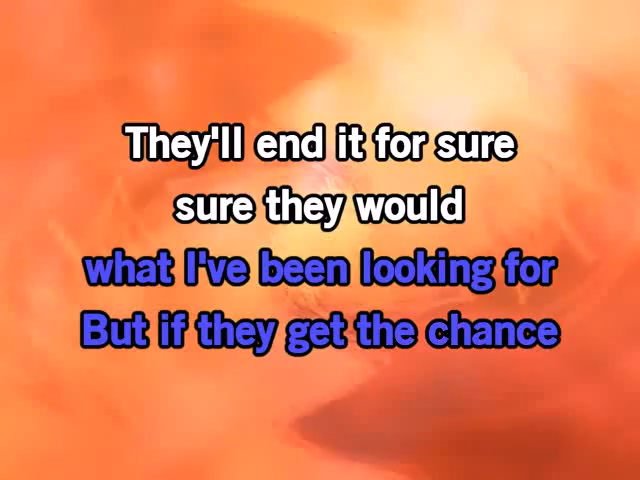 They'll end it for sure
sure they would
what I've been looking for
But if they get the chance